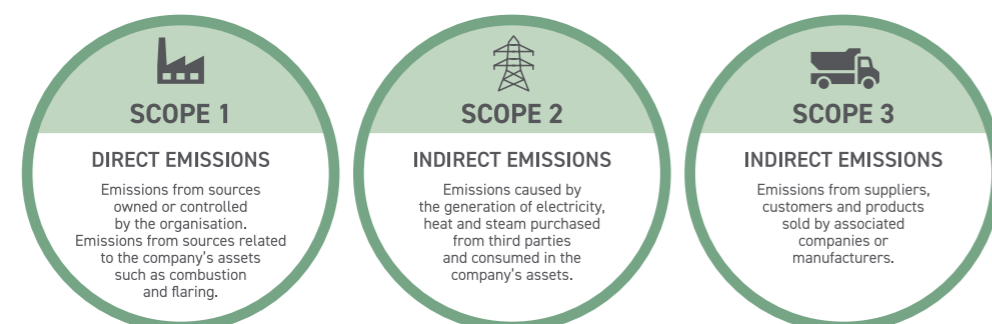 SCOPE 1
DIRECT EMISSIONS
Emissions from sources
owned or controlled
by the organisation.
Emissions from sources related
to the company's assets
such as combustion
and flaring.
SCOPE 2
INDIRECT EMISSIONS
Emissions caused by
the generation of electricity,
heat and steam purchased
from third parties
and consumed in the
company's assets.
SCOPE 3
INDIRECT EMISSIONS
Emissions from suppliers,
customers and products
sold by associated
companies or
manufacturers.